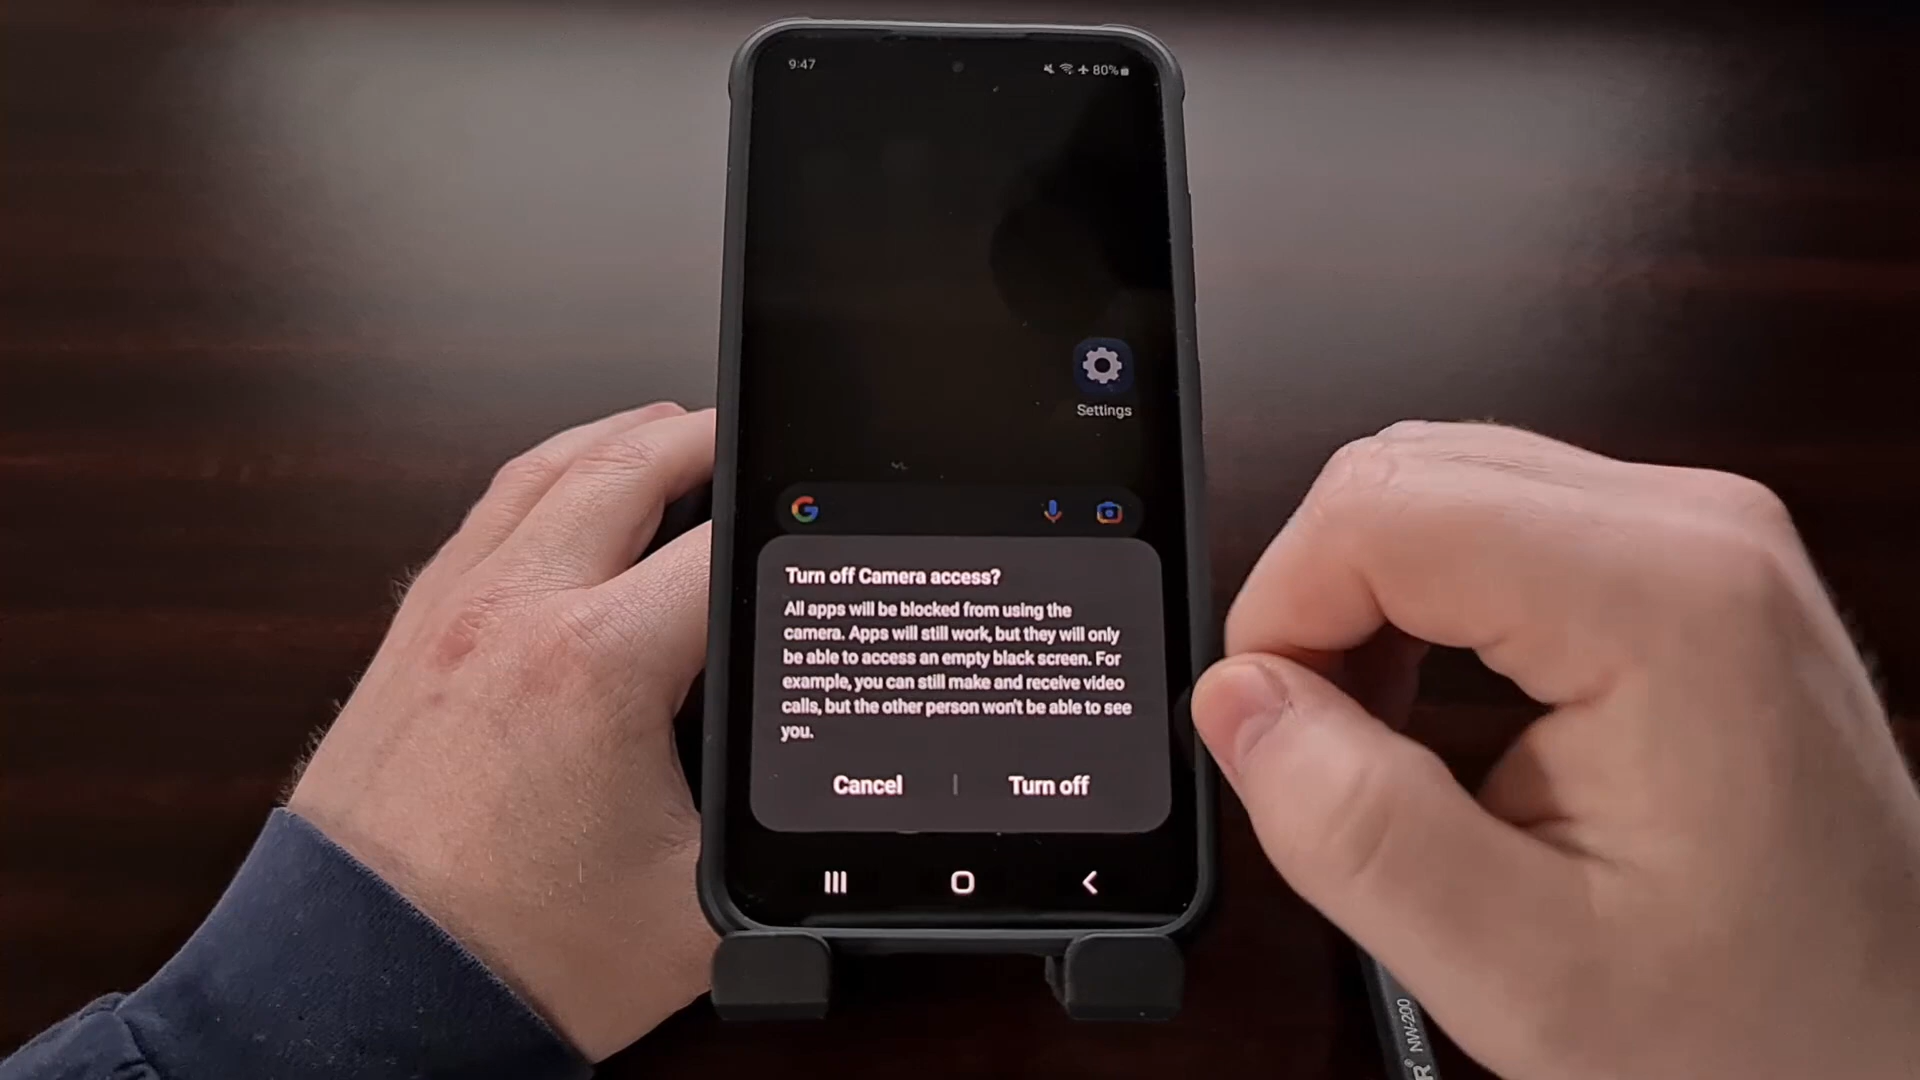 9:47
80%
Settings
Turn off Camera access?
All apps will be blocked from using the
camera. Apps will still work, but they will only
be able to access an empty black screen. For
example, you can still make and receive video
calls, but the other person won't be able to see
you.
Cancel | Turn off
R® NW-200